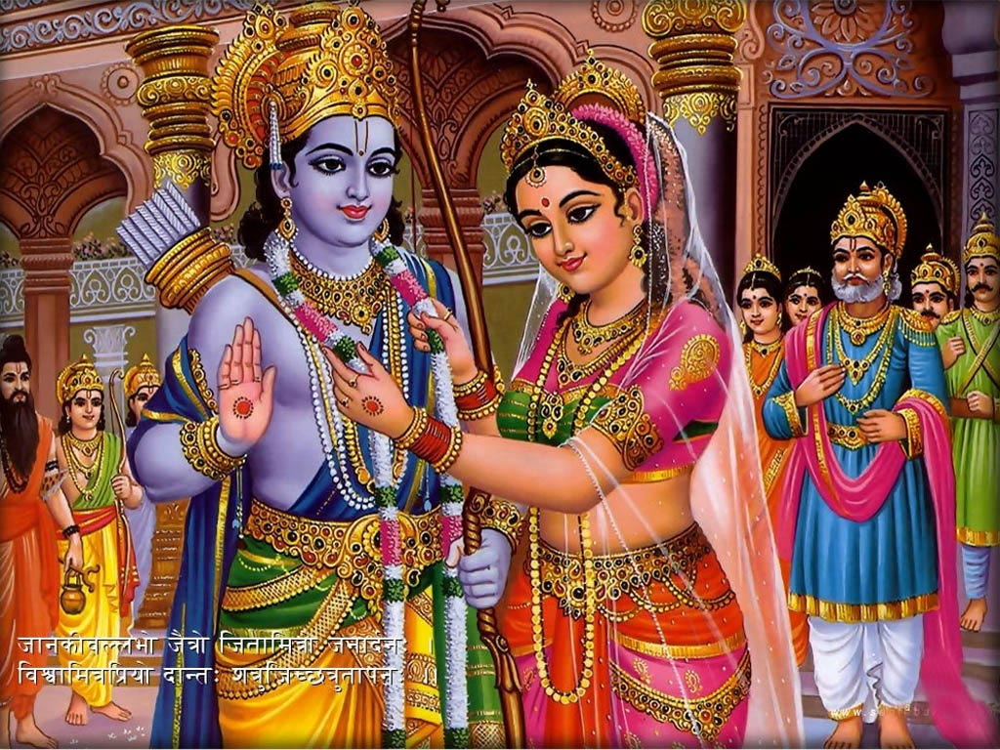 जानकीवल्लभो जैत्रो जितामित्रो जनार्दनः ।
विश्वामित्रप्रियो दान्तः शत्रुजिच्छत्रुतापनः ॥